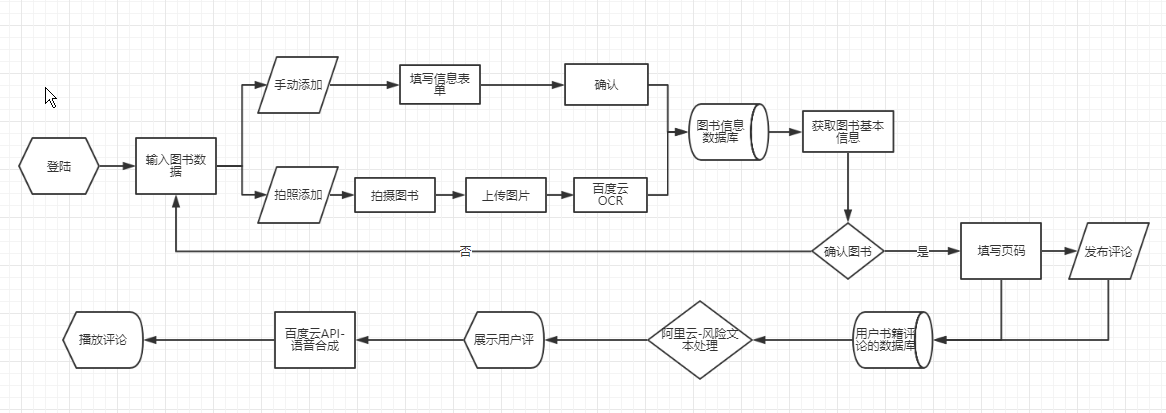 手动添加
填写信息表
单
确认
图书信息
数据库
获取图书基本
信息
登陆
输入图书数
据
拍照添加
拍摄图书
上传图片
百度云
OCR
否
确认图书
是
填写页码
发布评论
播放评论
百度云API-
语音合成
展示用户评
阿里云-风险文
本处理
用户书籍评
论的数据库